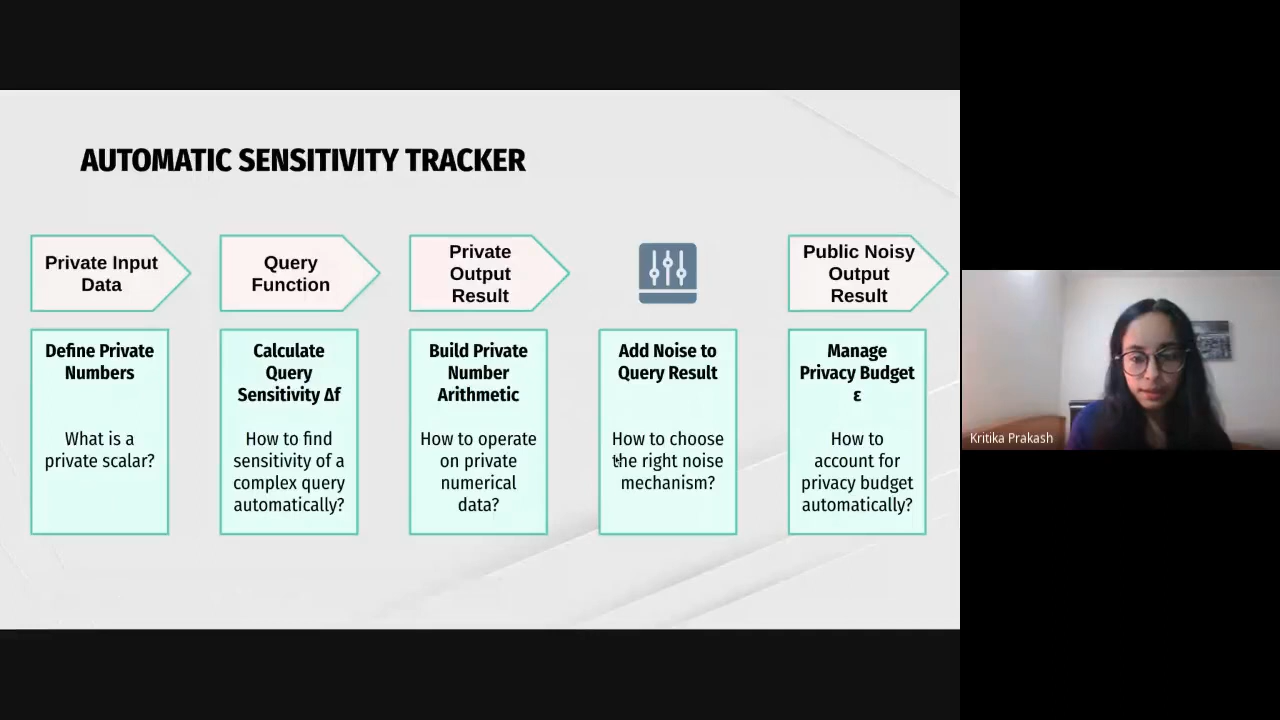 AUTOMATIC SENSITIVITY TRACKER
Private Input
Data
Query
Function
Private
Output
Result
Public Noisy
Output
Result
Define Private
Numbers
What is a
private scalar?
Calculate
Query
Sensitivity Δf
How to find
sensitivity of a
complex query
automatically?
Build Private
Number
Arithmetic
How to operate
on private
numerical
data?
Add Noise to
Query Result
How to choose
the right noise
mechanism?
Manage
Privacy Budget
ε
How to
account for
privacy budget
automatically?
Kritika Prakash